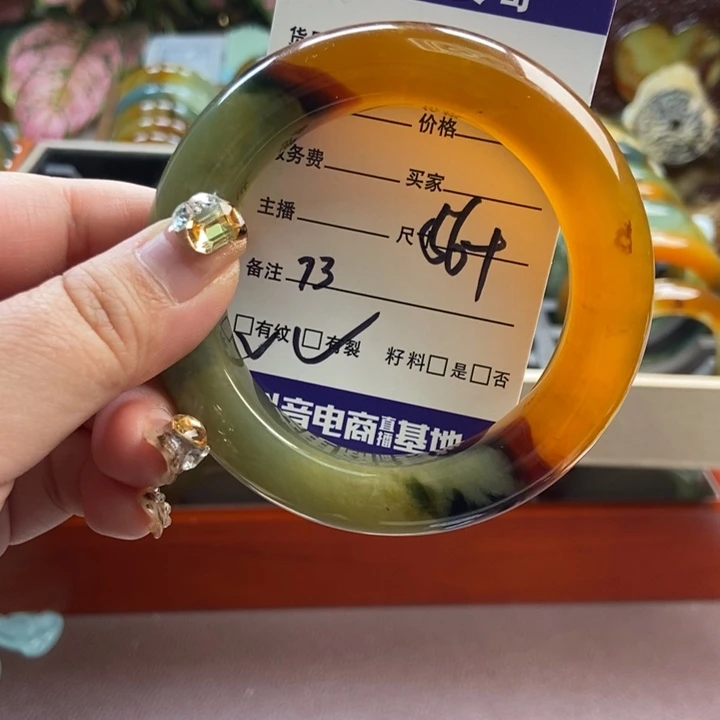 价格
务费
买家
主播
尺
备注 73
□有纹 □有裂 籽料□是□否
音电商直播基地